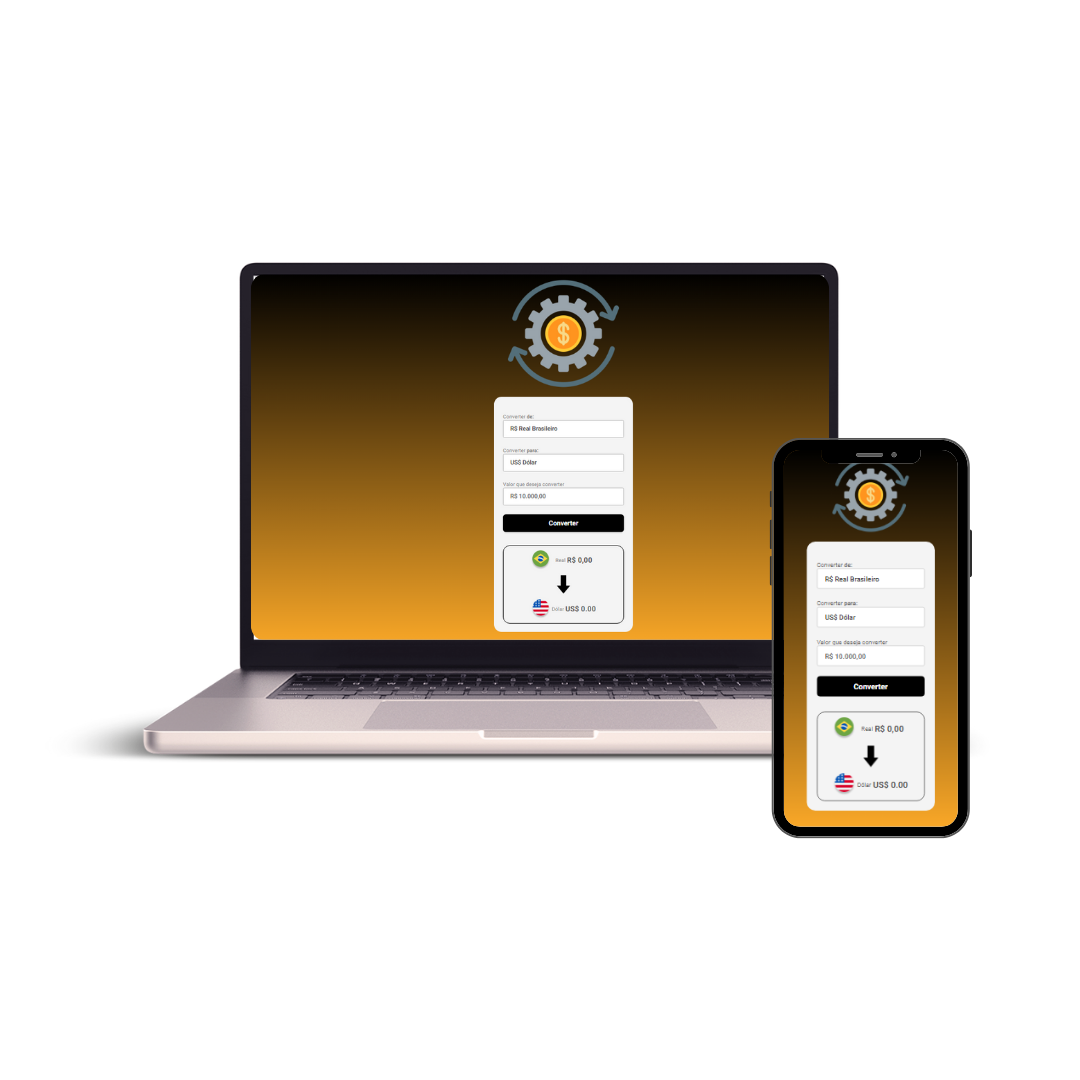 $
Converter de:
R$ Real Brasileiro
Converter para:
US$ Dólar
Valor que deseja converter
R$ 10.000,00
Converter
Real R$ 0,00
Dólar US$ 0.00
$
Converter de:
R$ Real Brasileiro
Converter para:
US$ Dólar
Valor que deseja converter
R$ 10.000,00
Converter
Real R$ 0,00
Dólar US$ 0.00